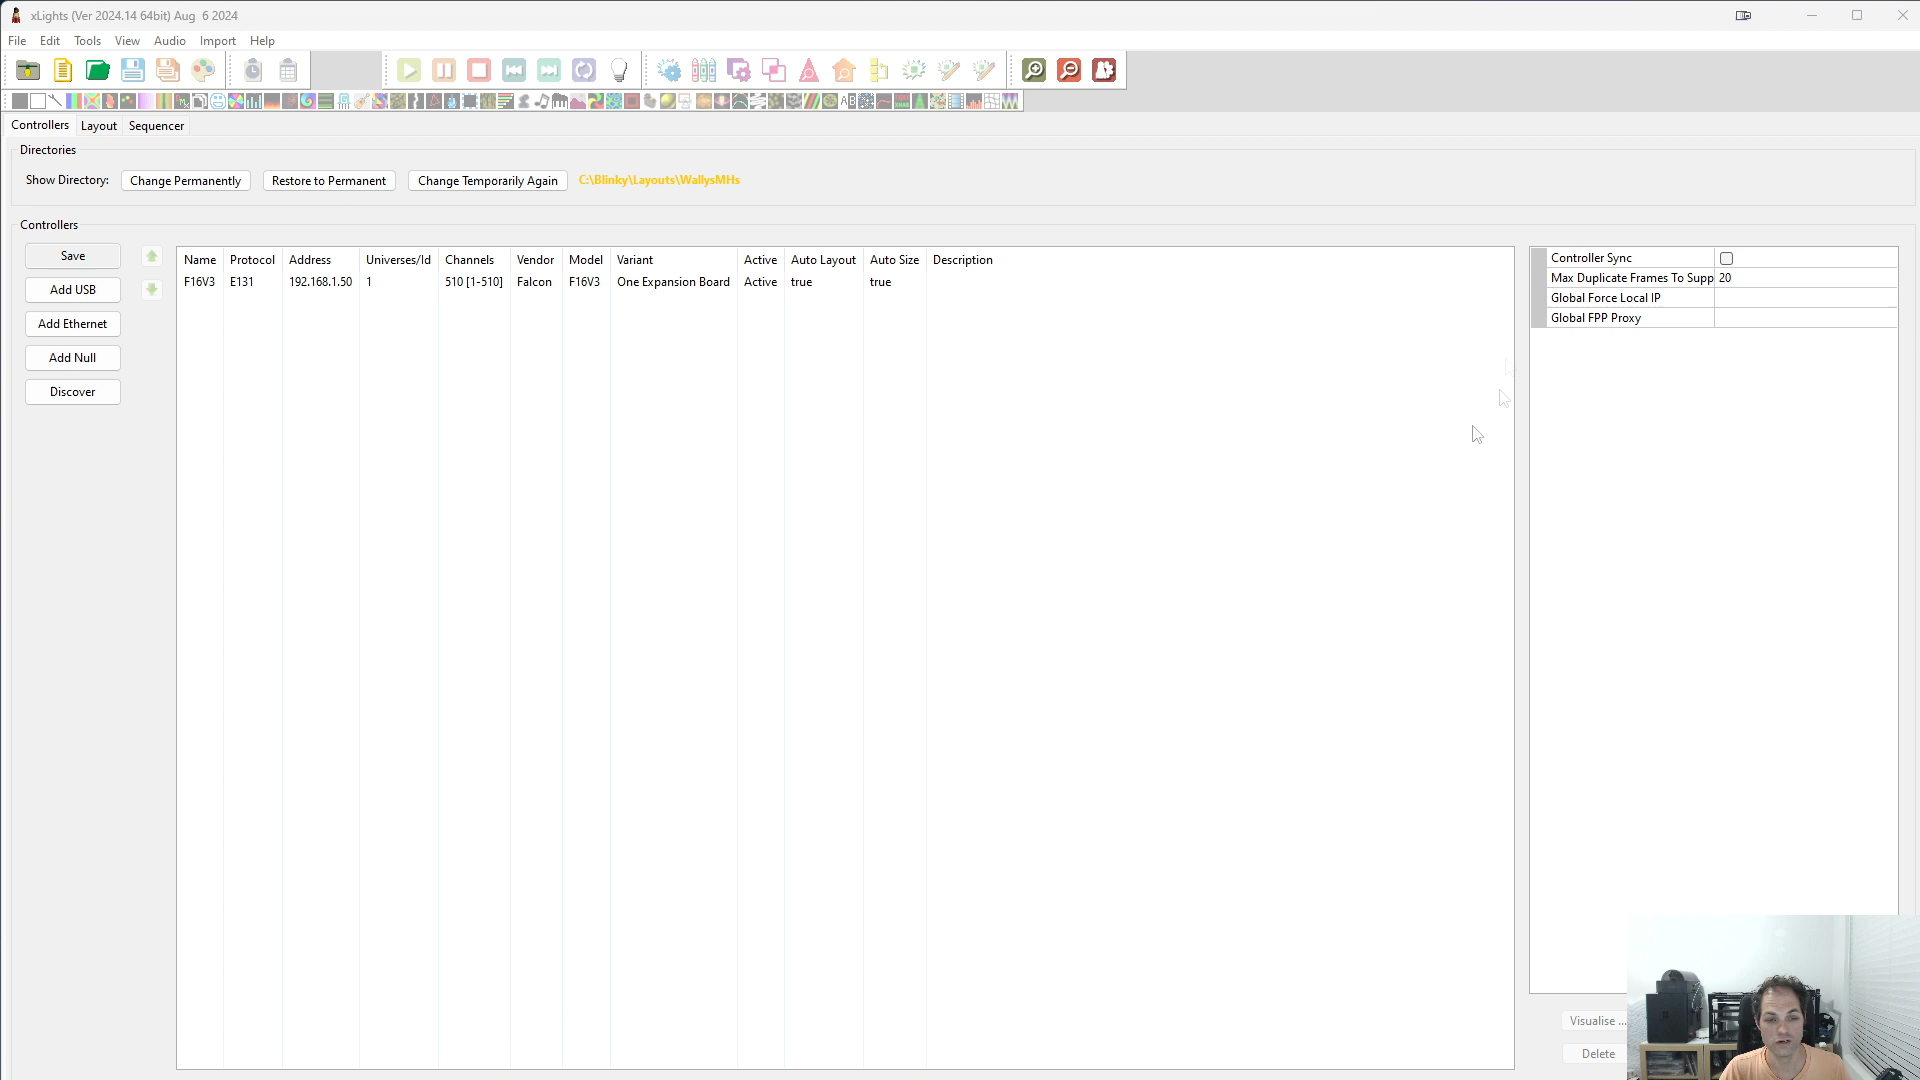 xLights (Ver 2024.14 64bit) Aug 6 2024
File Edit Tools View Audio Import Help
Controllers Layout Sequencer
Directories
Show Directory: Change Permanently Restore to Permanent Change Temporarily Again C:\Blinky\Layouts\WallysMHs
Controllers
Save
Add USB
Add Ethernet
Add Null
Discover
Name Protocol Address Universes/Id Channels Vendor Model Variant Active Auto Layout Auto Size Description
F16V3 E131 192.168.1.50 1 510 [1-510] Falcon F16V3 One Expansion Board Active true true
Controller Sync
Max Duplicate Frames To Supp 20
Global Force Local IP
Global FPP Proxy
Visualise ...
Delete